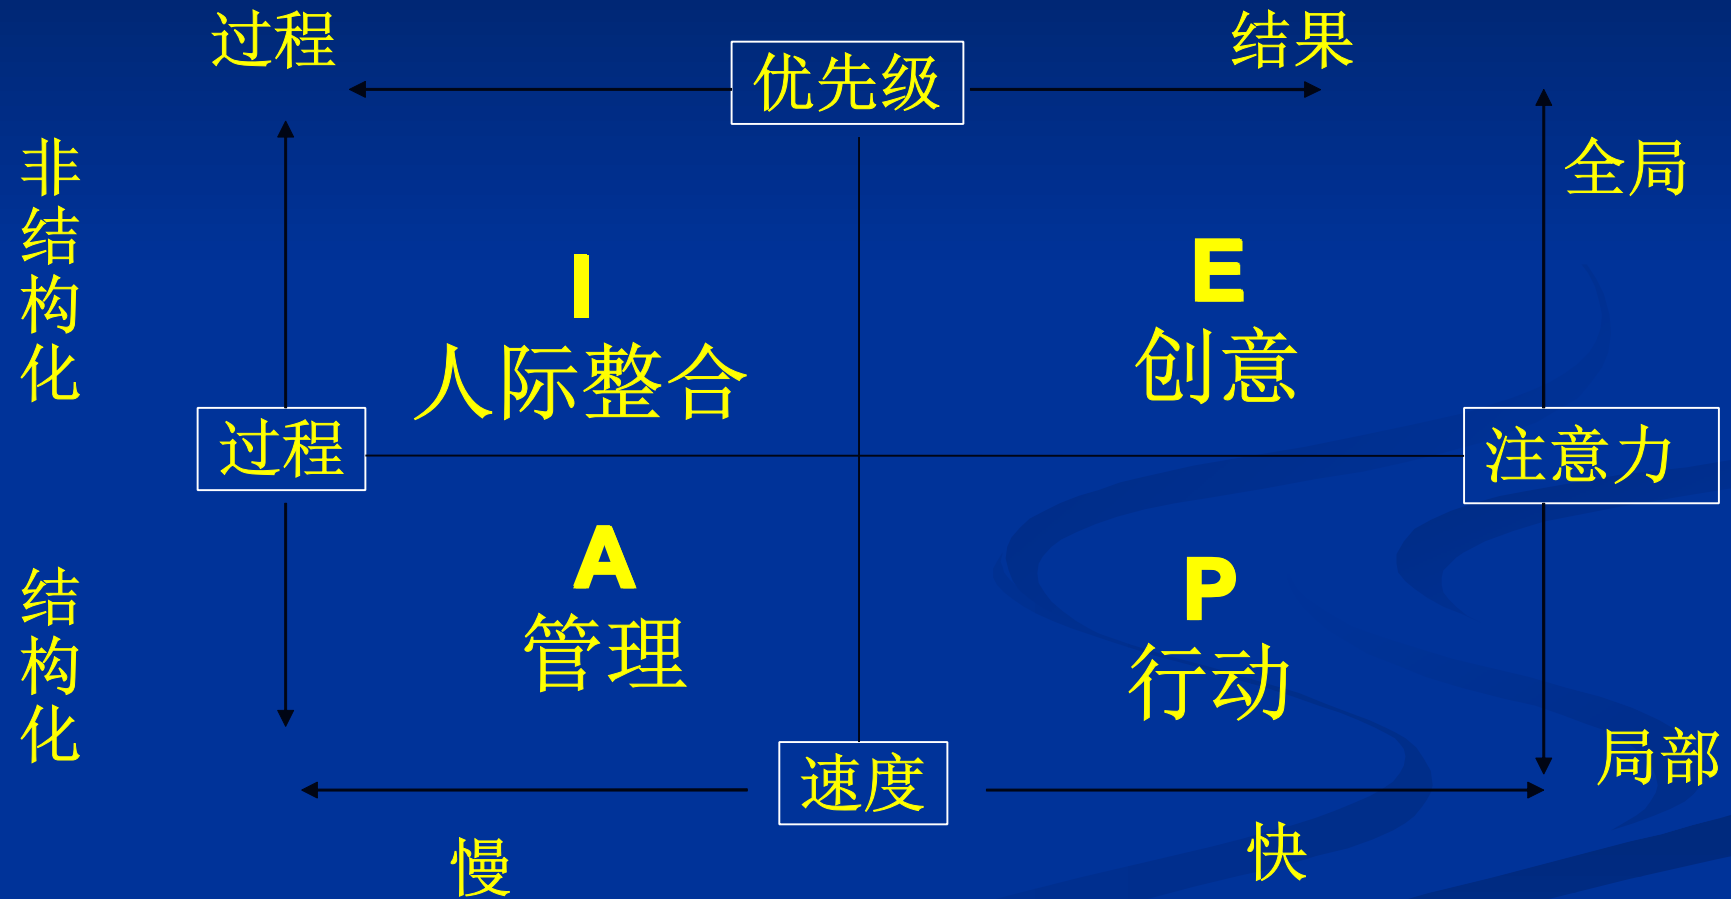 过程
优先级
结果
非结构化
全局
I
人际整合
E
创意
过程
注意力
A
管理
P
行动
结构化
局部
速度
慢
快